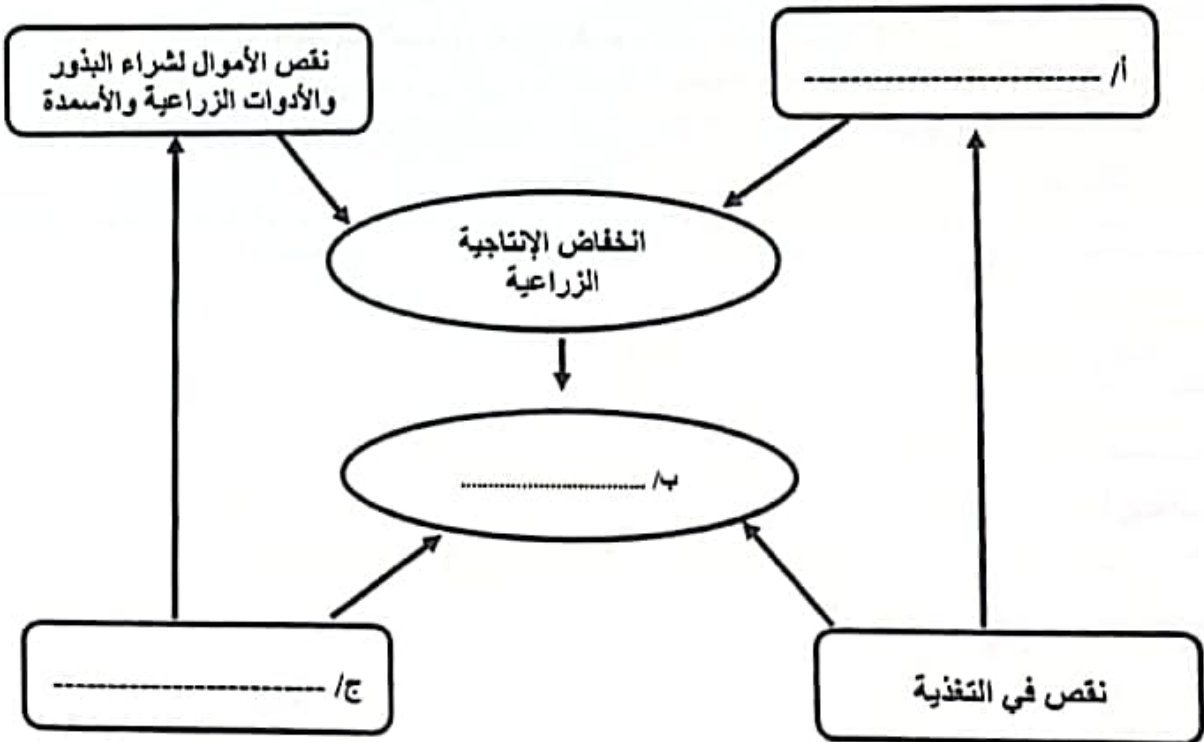 أ/ ------------------------------
نقص الأموال لشراء البذور
والأدوات الزراعية والأسمدة
انخفاض الإنتاجية
الزراعية
ب/ ................................
نقص في التغذية
ج/ ----------------------------